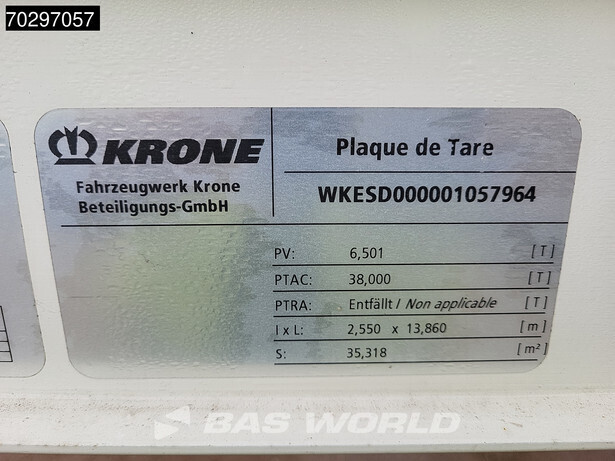 70297057
KRONE
Fahrzeugwerk Krone
Beteiligungs-GmbH
Plaque de Tare
WKESD000001057964
PV: 6,501 [T]
PTAC: 38,000 [T]
PTRA: Entfällt / Non applicable [T]
l x L: 2,550 x 13,860 [m]
S: 35,318 [m²]
BAS WORLD